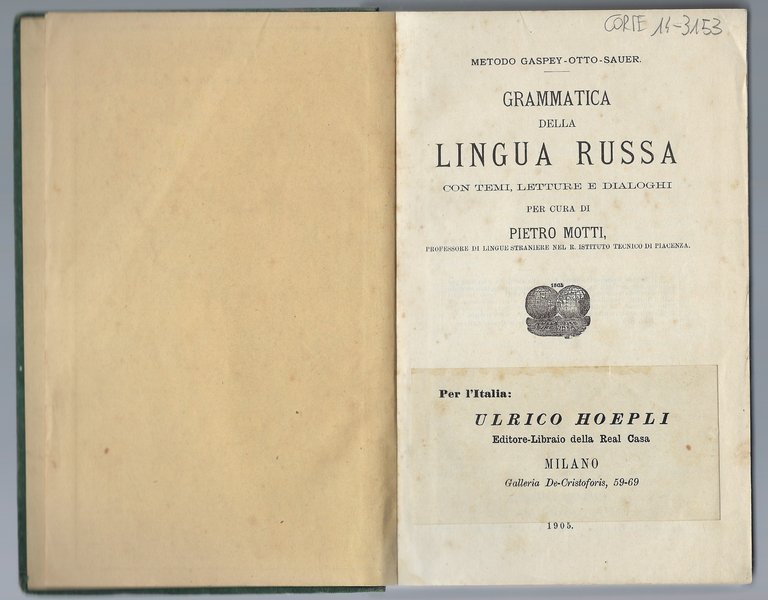 CORTE 14-3153
METODO GASPEY-OTTO-SAUER.
GRAMMATICA
DELLA
LINGUA RUSSA
CON TEMI, LETTURE E DIALOGHI
PER CURA DI
PIETRO MOTTI,
PROFESSORE DI LINGUE STRANIERE NEL R. ISTITUTO TECNICO DI PIACENZA.
Per l'Italia:
ULRICO HOEPLI
Editore-Libraio della Real Casa
MILANO
Galleria De-Cristoforis, 59-69
1905.